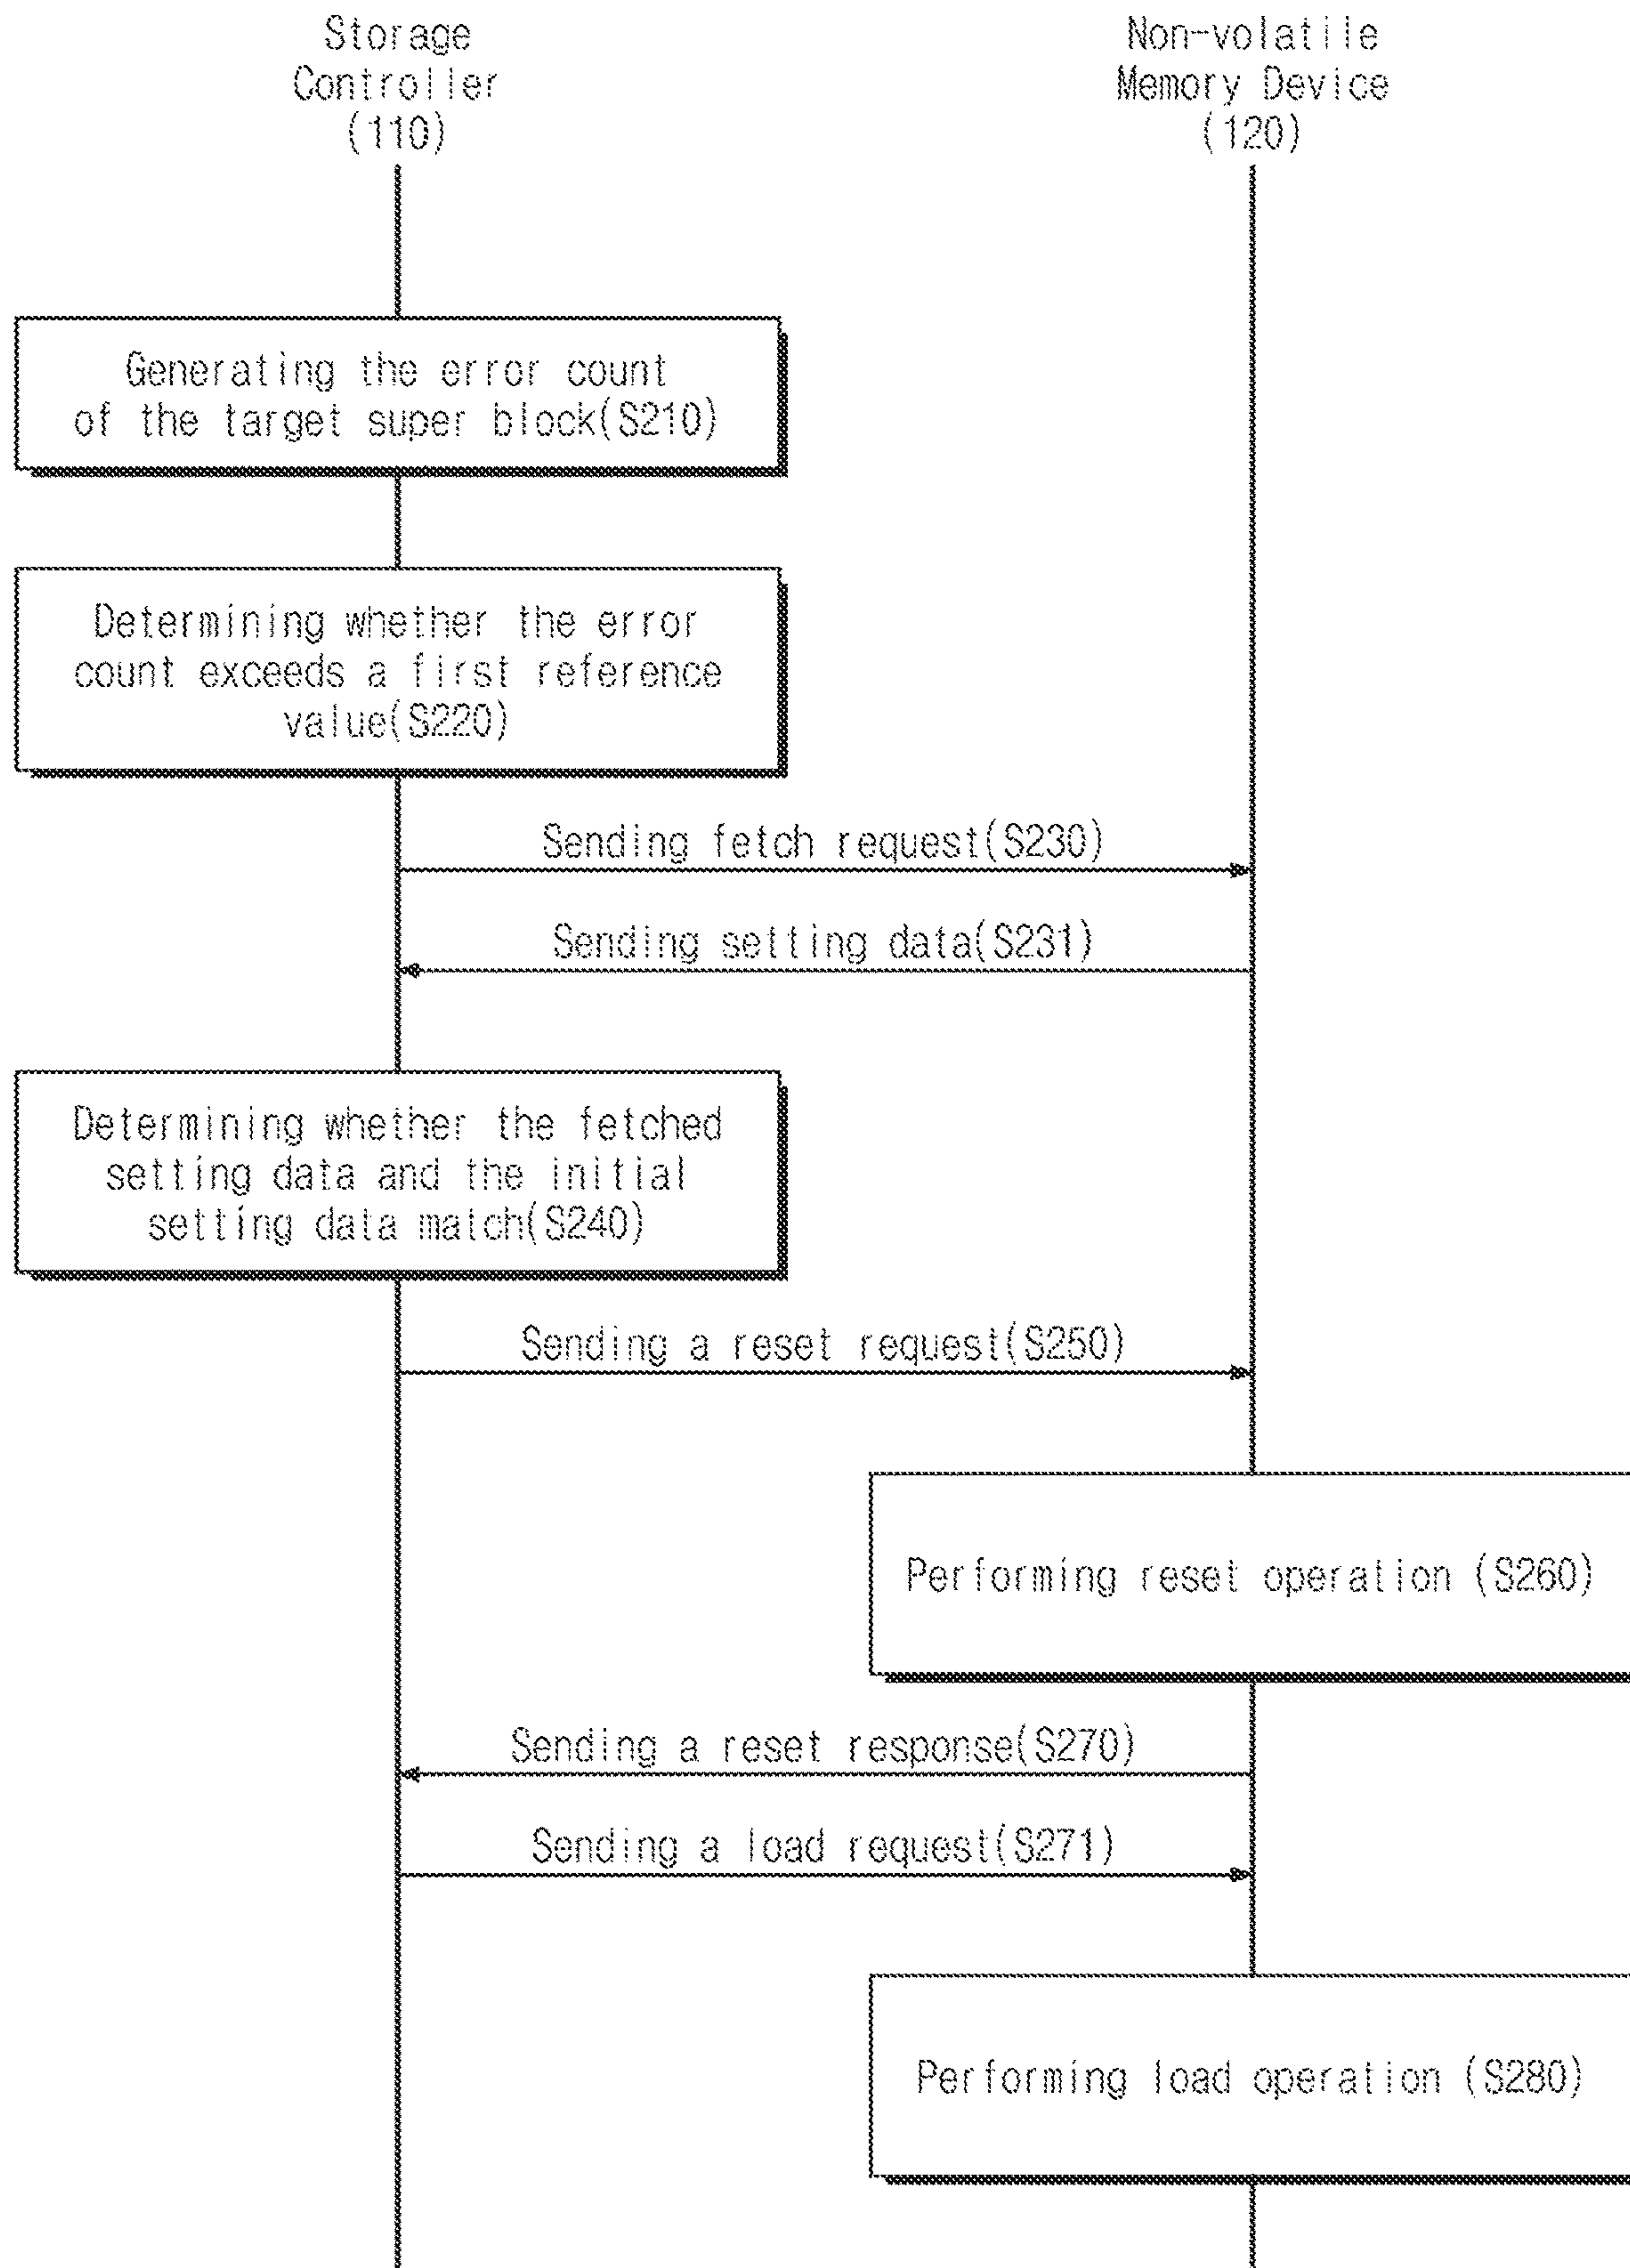 Storage
Controller
(110)
Non-volatile
Memory Device
(120)
Generating the error count
of the target super block(S210)
Determining whether the error
count exceeds a first reference
value(S220)
Sending fetch request(S230)
Sending setting data(S231)
Determining whether the fetched
setting data and the initial
setting data match(S240)
Sending a reset request(S250)
Performing reset operation (S260)
Sending a reset response(S270)
Sending a load request(S271)
Performing load operation (S280)